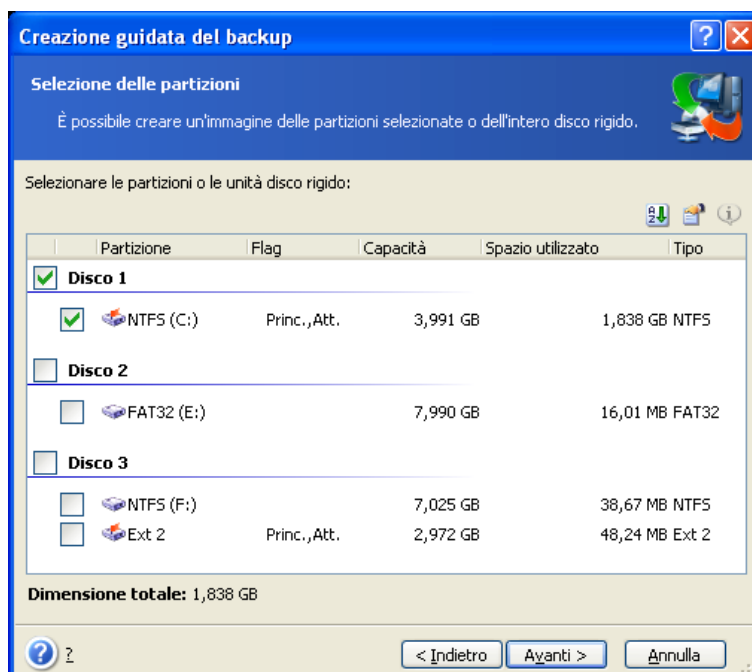 Creazione guidata del backup
Selezione delle partizioni
È possibile creare un'immagine delle partizioni selezionate o dell'intero disco rigido.
Selezionare le partizioni o le unità disco rigido:
Partizione Flag Capacità Spazio utilizzato Tipo
Disco 1
NTFS (C:) Princ.,Att. 3,991 GB 1,838 GB NTFS
Disco 2
FAT32 (E:) 7,990 GB 16,01 MB FAT32
Disco 3
NTFS (F:) 7,025 GB 38,67 MB NTFS
Ext 2 Princ.,Att. 2,972 GB 48,24 MB Ext 2
Dimensione totale: 1,838 GB
? < Indietro Avanti > Annulla